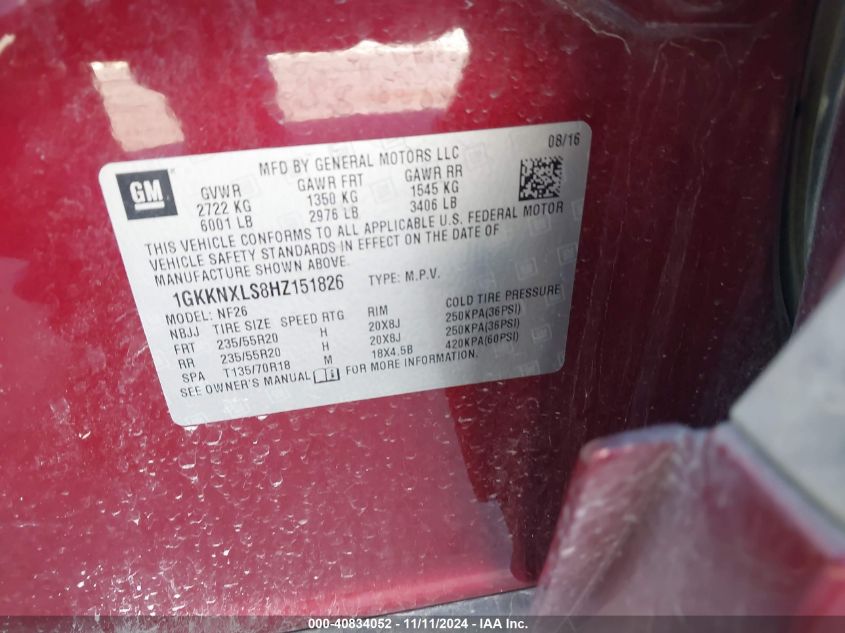 MFD BY GENERAL MOTORS LLC
08/16
GM
GVWR GAWR FRT GAWR RR
2722 KG 1350 KG 1545 KG
6001 LB 2976 LB 3406 LB
THIS VEHICLE CONFORMS TO ALL APPLICABLE U.S. FEDERAL MOTOR
VEHICLE SAFETY STANDARDS IN EFFECT ON THE DATE OF
MANUFACTURE SHOWN ABOVE.
1GKKNXLS8HZ151826 TYPE: M.P.V.
MODEL: NF26
NBJJ TIRE SIZE SPEED RTG RIM COLD TIRE PRESSURE
FRT 235/55R20 H 20X8J 250KPA(36PSI)
RR 235/55R20 H 20X8J 250KPA(36PSI)
SPA T135/70R18 M 18X4.5B 420KPA(60PSI)
SEE OWNER'S MANUAL FOR MORE INFORMATION.
000-40834052 - 11/11/2024 - IAAI.com